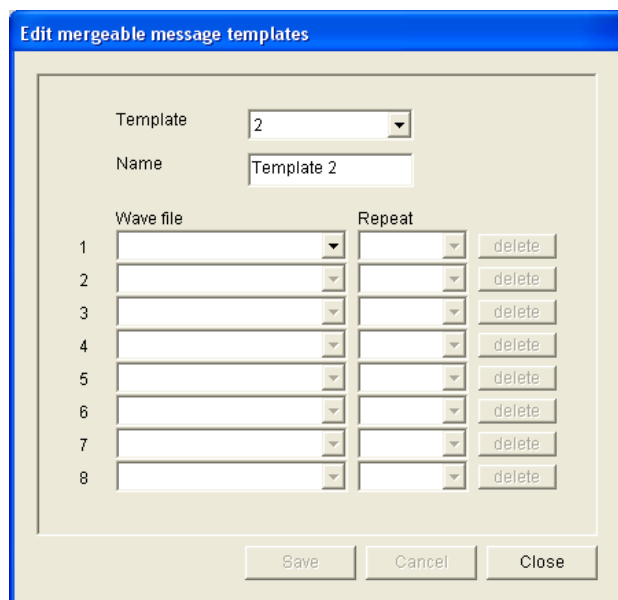 Edit mergeable message templates
Template 2
Name Template 2
Wave file Repeat
1 delete
2 delete
3 delete
4 delete
5 delete
6 delete
7 delete
8 delete
Save Cancel Close